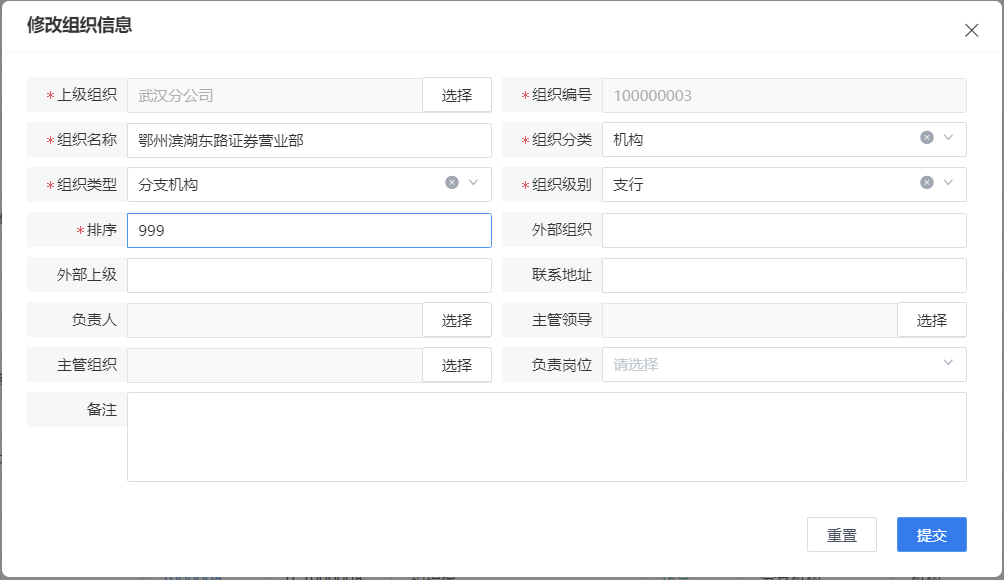 修改组织信息
*上级组织 武汉分公司 选择 *组织编号 100000003
*组织名称 鄂州滨湖东路证券营业部 *组织分类 机构
*组织类型 分支机构 *组织级别 支行
*排序 999 外部组织
外部上级 联系地址
负责人 选择 主管领导 选择
主管组织 选择 负责岗位 请选择
备注
重置 提交